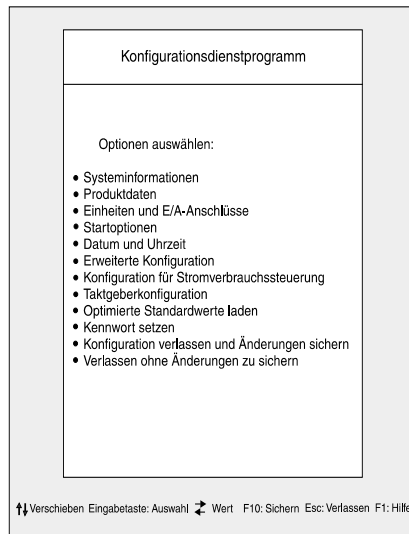 Konfigurationsdienstprogramm
Optionen auswählen:
• Systeminformationen
• Produktdaten
• Einheiten und E/A-Anschlüsse
• Startoptionen
• Datum und Uhrzeit
• Erweiterte Konfiguration
• Konfiguration für Stromverbrauchssteuerung
• Taktgeberkonfiguration
• Optimierte Standardwerte laden
• Kennwort setzen
• Konfiguration verlassen und Änderungen sichern
• Verlassen ohne Änderungen zu sichern
↑↓ Verschieben Eingabetaste: Auswahl ⇄ Wert F10: Sichern Esc: Verlassen F1: Hilfe